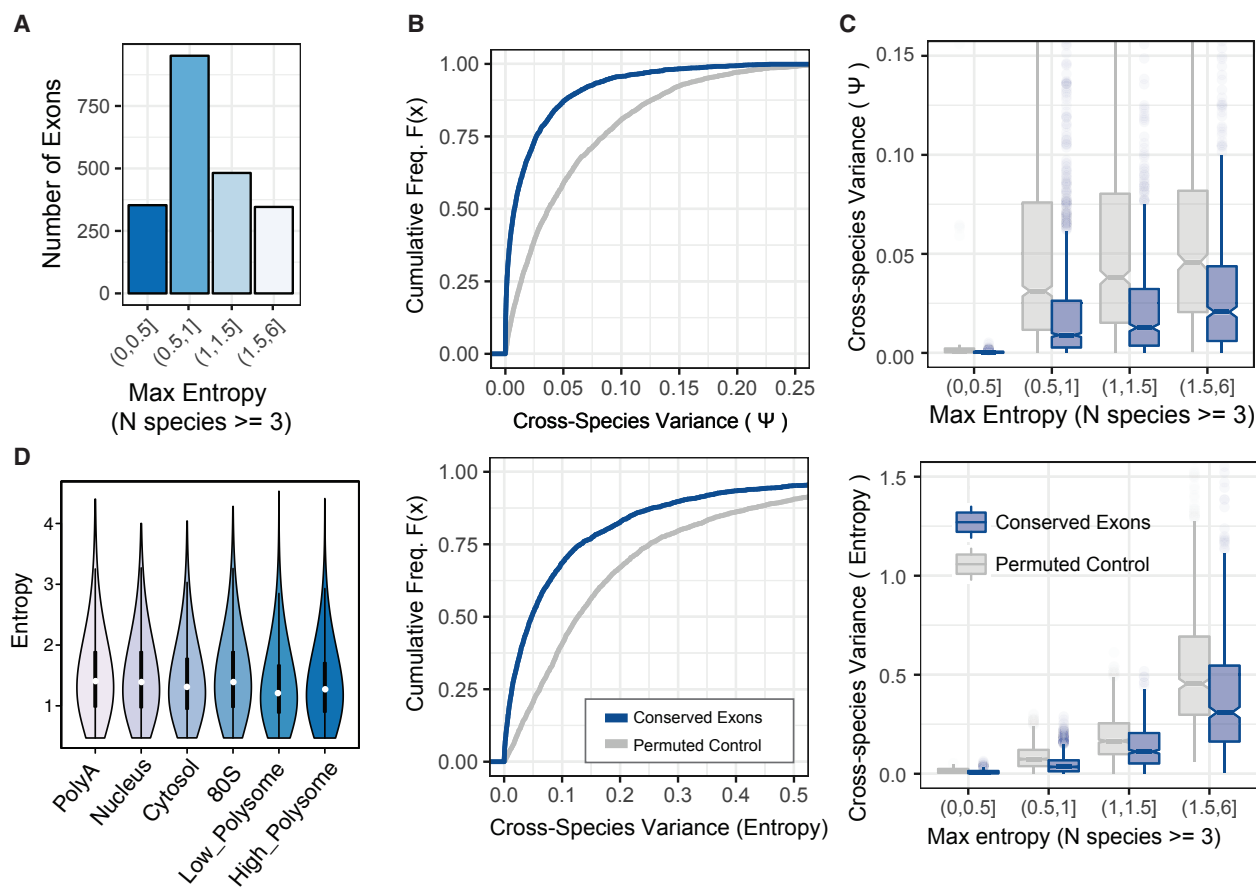 A
Number of Exons
750
500
250
0
(0,0.5]
(0.5,1]
(1,1.5]
(1.5,6]
Max Entropy
(N species >= 3)
B
Cumulative Freq. F(x)
1.00
0.75
0.50
0.25
0.00
0.00 0.05 0.10 0.15 0.20 0.25
Cross-Species Variance ( Ψ )
Cumulative Freq. F(x)
1.00
0.75
0.50
0.25
0.00
Conserved Exons
Permuted Control
0.0 0.1 0.2 0.3 0.4 0.5
Cross-Species Variance (Entropy)
C
Cross-species Variance ( Ψ )
0.15
0.10
0.05
0.00
(0,0.5] (0.5,1] (1,1.5] (1.5,6]
Max Entropy (N species >= 3)
Cross-species Variance ( Entropy)
1.5
1.0
0.5
0.0
Conserved Exons
Permuted Control
(0,0.5] (0.5,1] (1,1.5] (1.5,6]
Max entropy (N species >= 3)
D
Entropy
4
3
2
1
PolyA
Nucleus
Cytosol
80S
Low_Polysome
High_Polysome